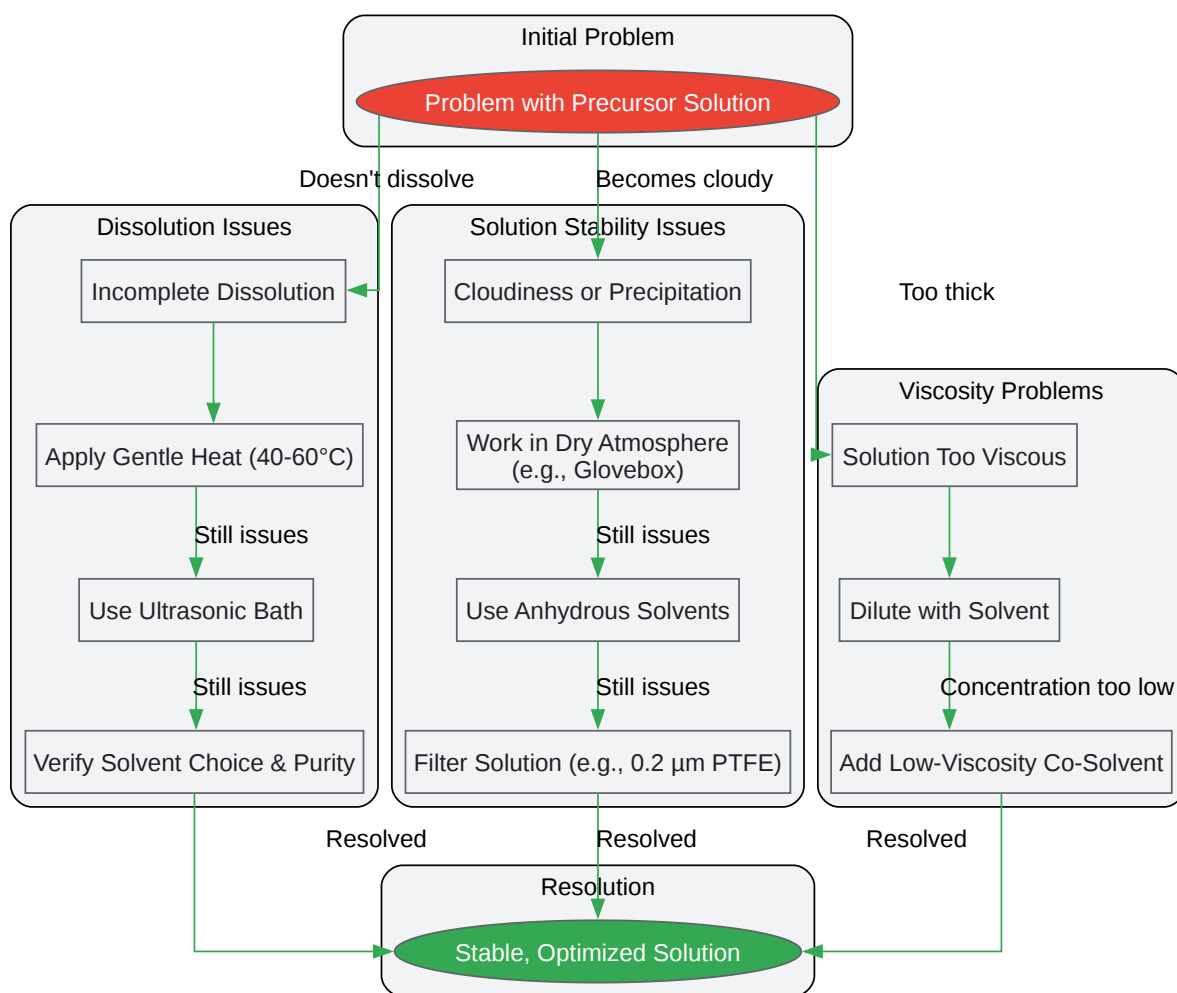 Initial Problem
Problem with Precursor Solution
Doesn't dissolve
Becomes cloudy
Too thick
Dissolution Issues
Incomplete Dissolution
Apply Gentle Heat (40-60°C)
Still issues
Use Ultrasonic Bath
Still issues
Verify Solvent Choice & Purity
Solution Stability Issues
Cloudiness or Precipitation
Work in Dry Atmosphere
(e.g., Glovebox)
Still issues
Use Anhydrous Solvents
Still issues
Filter Solution (e.g., 0.2 µm PTFE)
Viscosity Problems
Solution Too Viscous
Dilute with Solvent
Concentration too low
Add Low-Viscosity Co-Solvent
Resolved
Resolved
Resolved
Resolution
Stable, Optimized Solution